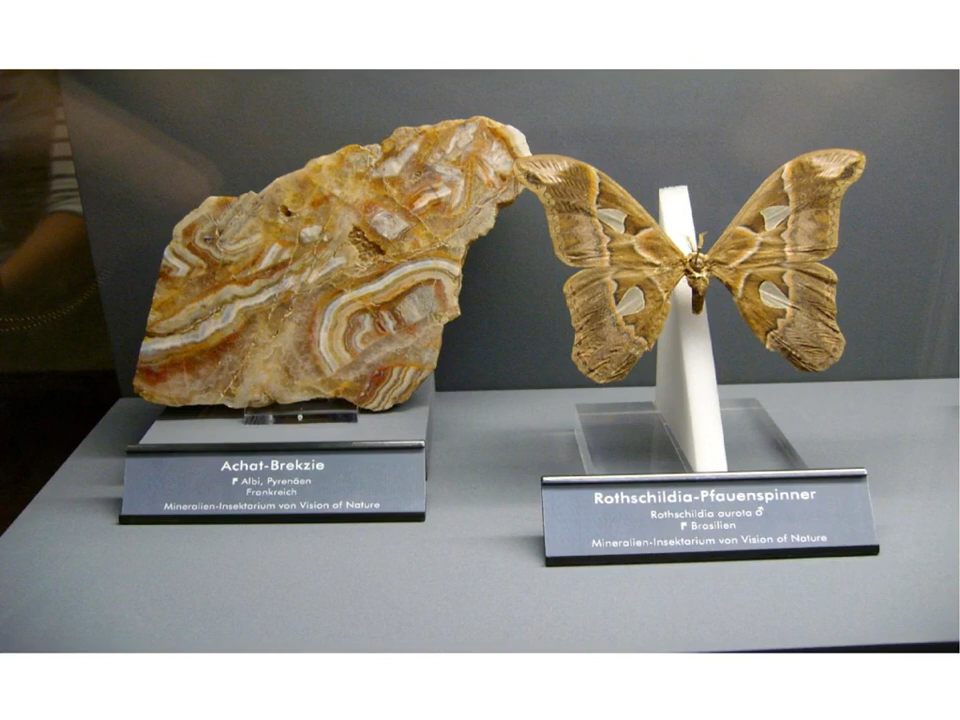 Achat-Brekzie
Albi, Pyrenäen
Frankreich
Mineralien-Insektarium von Vision of Nature
Rothschildia-Pfauenspinner
Rothschildia aurota ♂
Brasilien
Mineralien-Insektarium von Vision of Nature